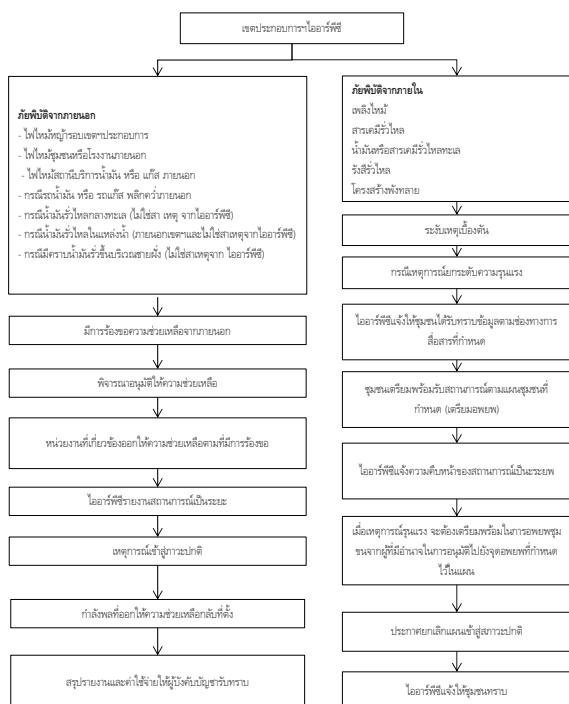 เขตประกอบการฯไออาร์พีซี
ภัยพิบัติจากภายนอก
- ไฟไหม้หญ้ารอบเขตฯประกอบการ
- ไฟไหม้ชุมชนหรือโรงงานภายนอก
- ไฟไหม้สถานีบริการน้ำมัน หรือ แก๊ส ภายนอก
- กรณีรถน้ำมัน หรือ รถแก๊ส พลิกคว่ำภายนอก
- กรณีน้ำมันรั่วไหลกลางทะเล (ไม่ใช่สา เหตุ จากไออาร์พีซี)
- กรณีน้ำมันรั่วไหลในแหล่งน้ำ (ภายนอกเขตฯและไม่ใช่สาเหตุจากไออาร์พีซี)
- กรณีมีคราบน้ำมันรั่วขึ้นบริเวณชายฝั่ง (ไม่ใช่สาเหตุจาก ไออาร์พีซี)
มีการร้องขอความช่วยเหลือจากภายนอก
พิจารณาอนุมัติให้ความช่วยเหลือ
หน่วยงานที่เกี่ยวข้องออกให้ความช่วยเหลือตามที่มีการร้องขอ
ไออาร์พีซีรายงานสถานการณ์เป็นระยะ
เหตุการณ์เข้าสู่ภาวะปกติ
กำลังพลที่ออกให้ความช่วยเหลือกลับที่ตั้ง
สรุปรายงานและค่าใช้จ่ายให้ผู้บังคับบัญชารับทราบ
ภัยพิบัติจากภายใน
เพลิงไหม้
สารเคมีรั่วไหล
น้ำมันหรือสารเคมีรั่วไหลทะเล
รังสีรั่วไหล
โครงสร้างพังทลาย
ระงับเหตุเบื้องต้น
กรณีเหตุการณ์ยกระดับความรุนแรง
ไออาร์พีซีแจ้งให้ชุมชนได้รับทราบข้อมูลตามช่องทางการ
สื่อสารที่กำหนด
ชุมชนเตรียมพร้อมรับสถานการณ์ตามแผนชุมชนที่
กำหนด (เตรียมอพยพ)
ไออาร์พีซีแจ้งความคืบหน้าของสถานการณ์เป็นะระยพ
เมื่อเหตุการณ์รุนแรง จะต้องเตรียมพร้อมในการอพยพชุม
ชนจากผู้ที่มีอำนาจในการอนุมัติไปยังจุดอพยพที่กำหนด
ไว้ในแผน
ประกาศยกเลิกแผนเข้าสู่สภาวะปกติ
ไออาร์พีซีแจ้งให้ชุมชนทราบ